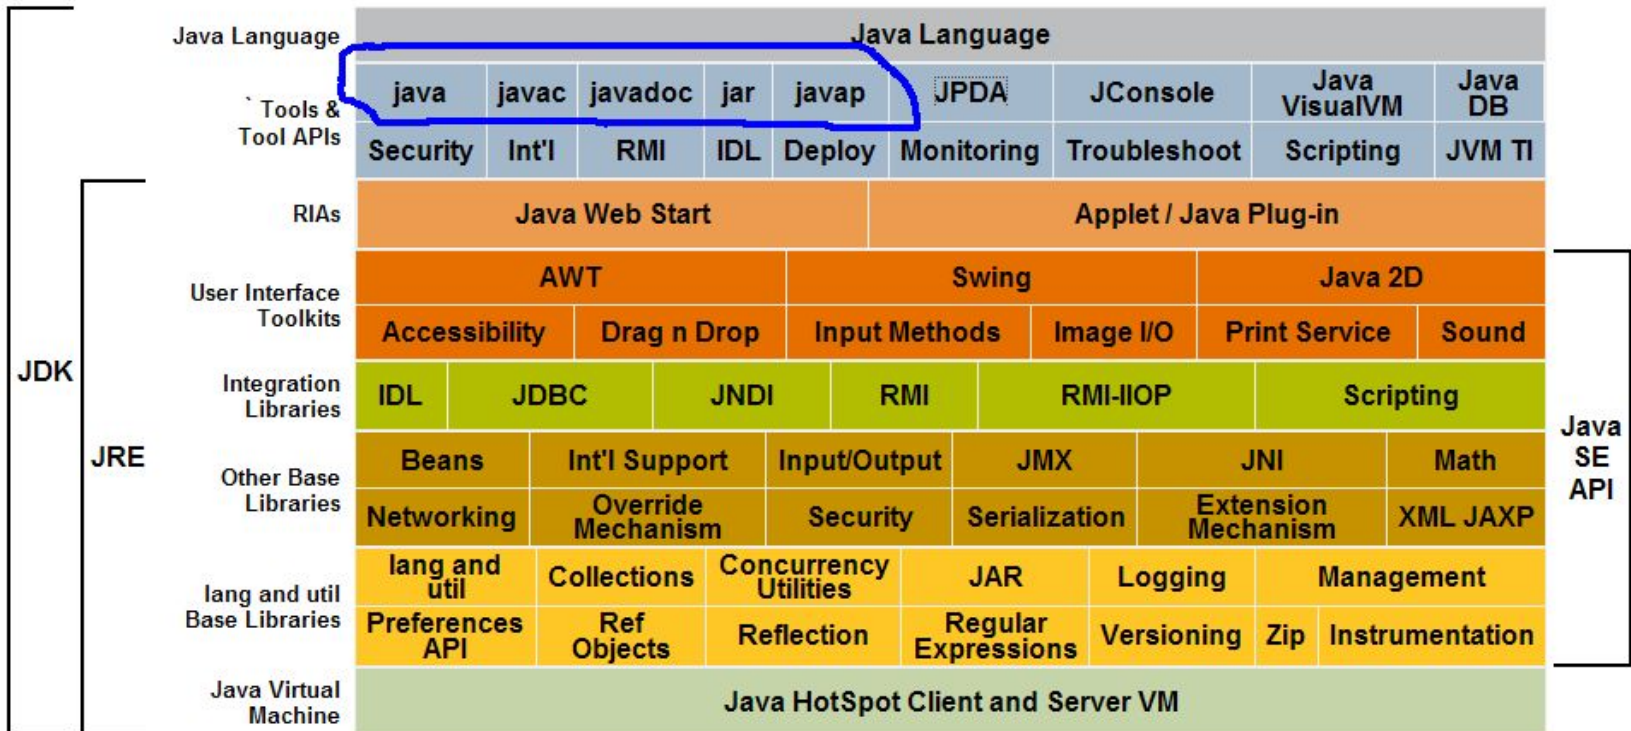 Java Language
Java Language
` Tools &
Tool APIs
java javac javadoc jar javap JPDA JConsole Java VisualVM Java DB
Security Int'l RMI IDL Deploy Monitoring Troubleshoot Scripting JVM TI
RIAs
Java Web Start Applet / Java Plug-in
User Interface
Toolkits
AWT Swing Java 2D
Accessibility Drag n Drop Input Methods Image I/O Print Service Sound
JDK
Integration
Libraries
IDL JDBC JNDI RMI RMI-IIOP Scripting
JRE
Other Base
Libraries
Beans Int'l Support Input/Output JMX JNI Math
Networking Override Mechanism Security Serialization Extension Mechanism XML JAXP
Java
SE
API
lang and util
Base Libraries
lang and util Collections Concurrency Utilities JAR Logging Management
Preferences API Ref Objects Reflection Regular Expressions Versioning Zip Instrumentation
Java Virtual
Machine
Java HotSpot Client and Server VM